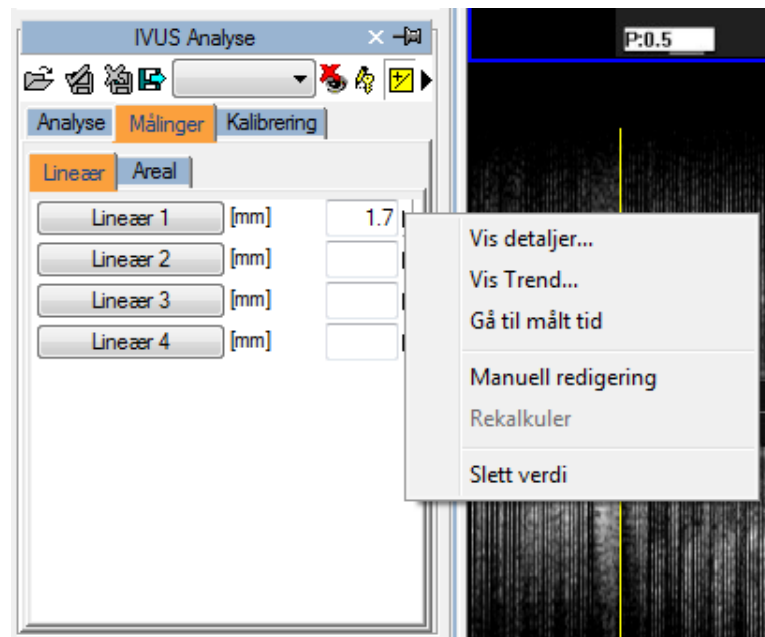 IVUS Analyse
P:0.5
Analyse Målinger Kalibrering
Lineær Areal
Lineær 1 [mm] 1.7
Lineær 2 [mm]
Lineær 3 [mm]
Lineær 4 [mm]
Vis detaljer...
Vis Trend...
Gå til målt tid
Manuell redigering
Rekalkuler
Slett verdi